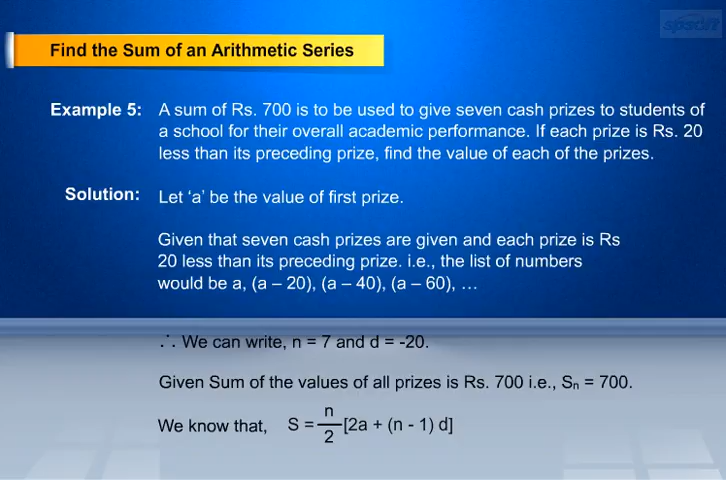 spsoft
Find the Sum of an Arithmetic Series
Example 5: A sum of Rs. 700 is to be used to give seven cash prizes to students of
a school for their overall academic performance. If each prize is Rs. 20
less than its preceding prize, find the value of each of the prizes.
Solution: Let ‘a’ be the value of first prize.
Given that seven cash prizes are given and each prize is Rs
20 less than its preceding prize. i.e., the list of numbers
would be a, (a – 20), (a – 40), (a – 60), …
∴ We can write, n = 7 and d = -20.
Given Sum of the values of all prizes is Rs. 700 i.e., Sₙ = 700.
We know that, S = n/2 [2a + (n - 1) d]